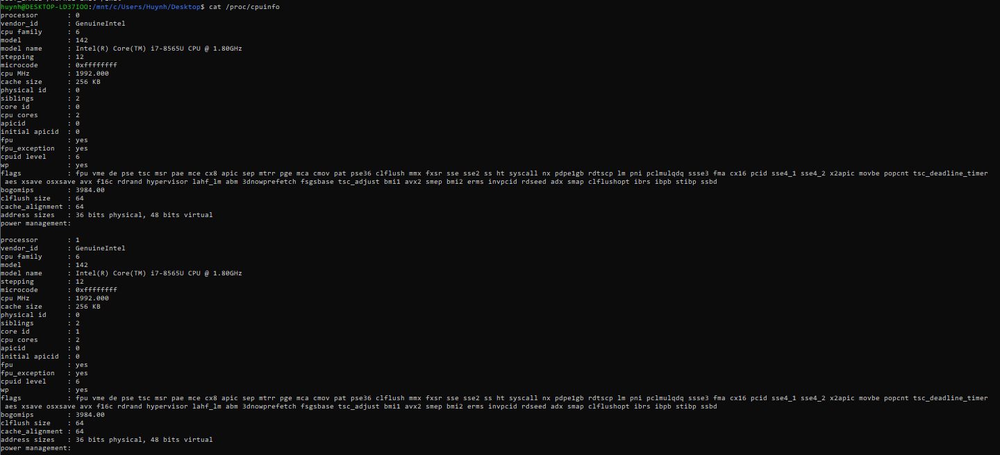 huynh@DESKTOP-LD37IOO:/mnt/c/Users/Huynh/Desktop$ cat /proc/cpuinfo
processor : 0
vendor_id : GenuineIntel
cpu family : 6
model : 142
model name : Intel(R) Core(TM) i7-8565U CPU @ 1.80GHz
stepping : 12
microcode : 0xffffffff
cpu MHz : 1992.000
cache size : 256 KB
physical id : 0
siblings : 2
core id : 0
cpu cores : 2
apicid : 0
initial apicid : 0
fpu : yes
fpu_exception : yes
cpuid level : 6
wp : yes
flags : fpu vme de pse tsc msr pae mce cx8 apic sep mtrr pge mca cmov pat pse36 clflush mmx fxsr sse sse2 ss ht syscall nx pdpe1gb rdtscp lm pni pclmulqdq ssse3 fma cx16 pcid sse4_1 sse4_2 x2apic movbe popcnt tsc_deadline_timer
aes xsave osxsave avx f16c rdrand hypervisor lahf_lm abm 3dnowprefetch fsgsbase tsc_adjust bmi1 avx2 smep bmi2 erms invpcid rdseed adx smap clflushopt ibrs ibpb stibp ssbd
bogomips : 3984.00
clflush size : 64
cache_alignment : 64
address sizes : 36 bits physical, 48 bits virtual
power management:
processor : 1
vendor_id : GenuineIntel
cpu family : 6
model : 142
model name : Intel(R) Core(TM) i7-8565U CPU @ 1.80GHz
stepping : 12
microcode : 0xffffffff
cpu MHz : 1992.000
cache size : 256 KB
physical id : 0
siblings : 2
core id : 1
cpu cores : 2
apicid : 0
initial apicid : 0
fpu : yes
fpu_exception : yes
cpuid level : 6
wp : yes
flags : fpu vme de pse tsc msr pae mce cx8 apic sep mtrr pge mca cmov pat pse36 clflush mmx fxsr sse sse2 ss ht syscall nx pdpe1gb rdtscp lm pni pclmulqdq ssse3 fma cx16 pcid sse4_1 sse4_2 x2apic movbe popcnt tsc_deadline_timer
aes xsave osxsave avx f16c rdrand hypervisor lahf_lm abm 3dnowprefetch fsgsbase tsc_adjust bmi1 avx2 smep bmi2 erms invpcid rdseed adx smap clflushopt ibrs ibpb stibp ssbd
bogomips : 3984.00
clflush size : 64
cache_alignment : 64
address sizes : 36 bits physical, 48 bits virtual
power management: